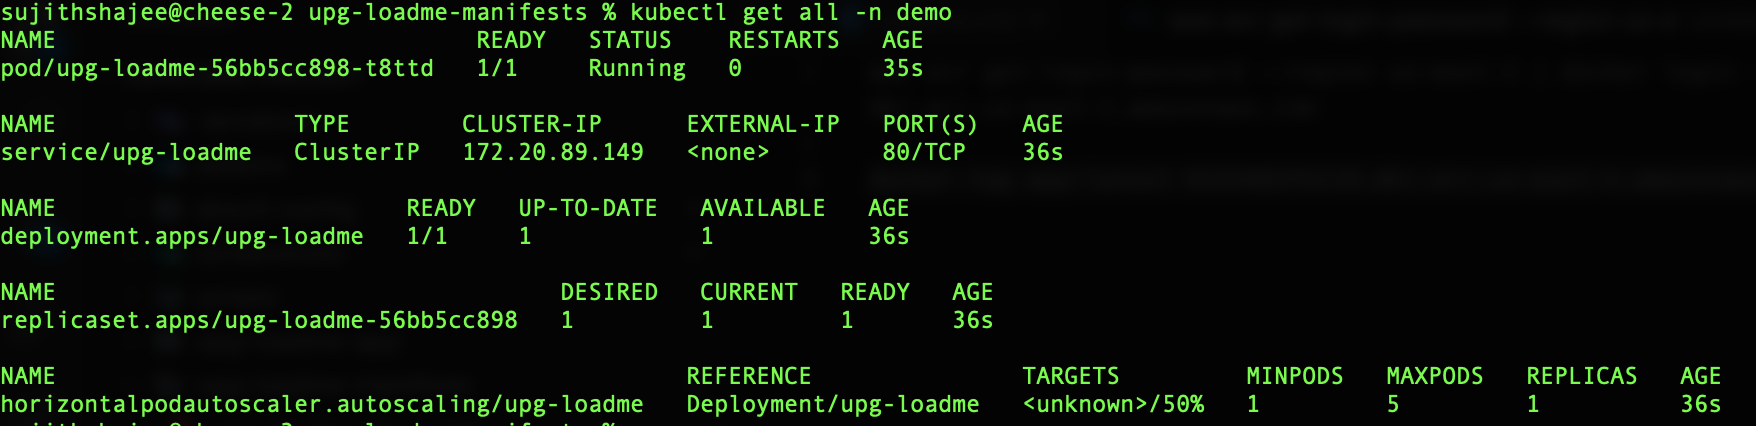 sujithshajee@cheese-2 upg-loadme-manifests % kubectl get all -n demo
NAME READY STATUS RESTARTS AGE
pod/upg-loadme-56bb5cc898-t8ttd 1/1 Running 0 35s
NAME TYPE CLUSTER-IP EXTERNAL-IP PORT(S) AGE
service/upg-loadme ClusterIP 172.20.89.149 <none> 80/TCP 36s
NAME READY UP-TO-DATE AVAILABLE AGE
deployment.apps/upg-loadme 1/1 1 1 36s
NAME DESIRED CURRENT READY AGE
replicaset.apps/upg-loadme-56bb5cc898 1 1 1 36s
NAME REFERENCE TARGETS MINPODS MAXPODS REPLICAS AGE
horizontalpodautoscaler.autoscaling/upg-loadme Deployment/upg-loadme <unknown>/50% 1 5 1 36s